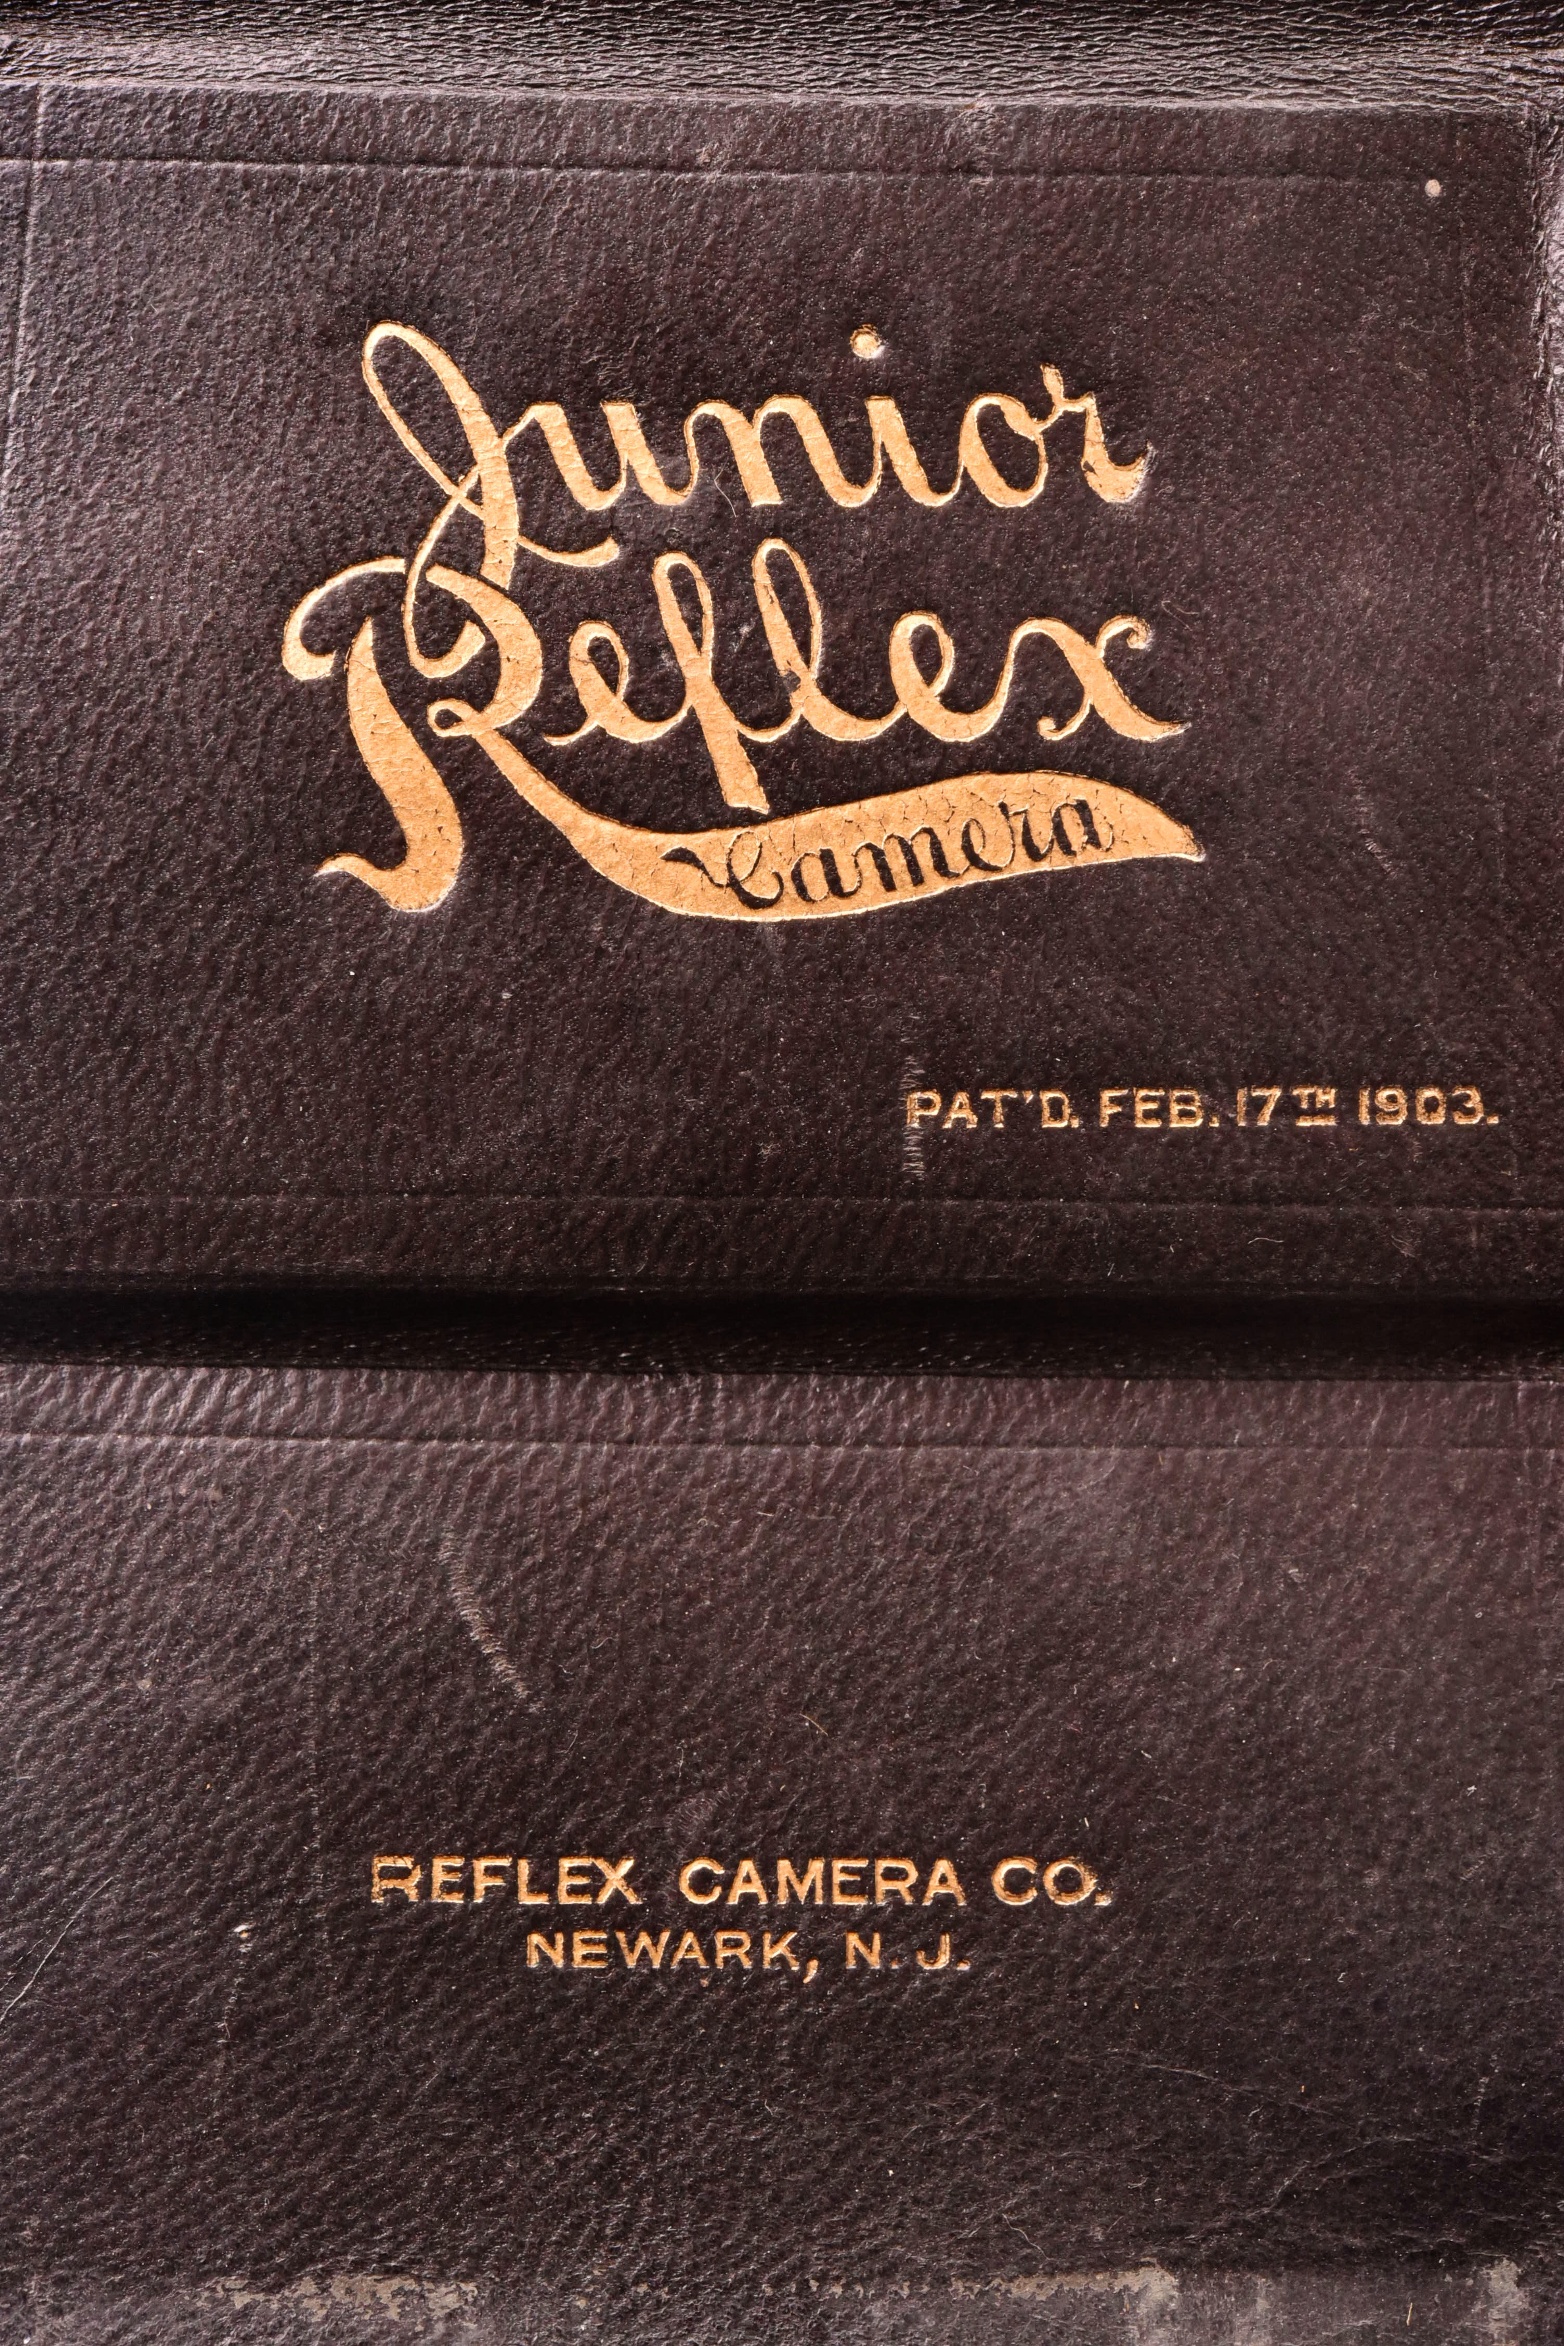 Junior
Reflex
Camera
PAT'D. FEB. 17TH 1903.
REFLEX CAMERA CO.
NEWARK, N. J.